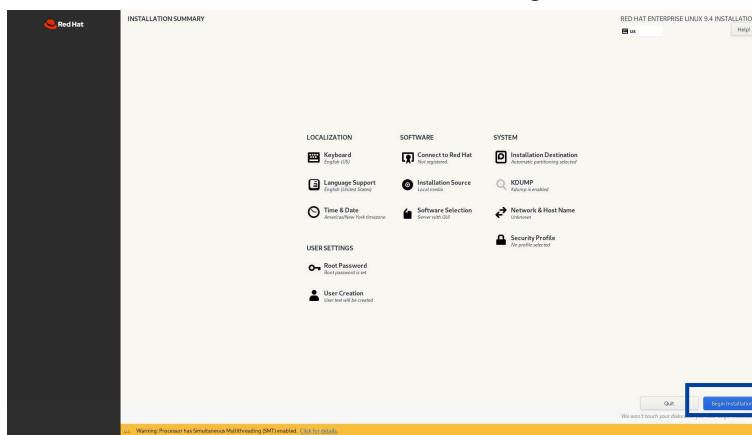 Red Hat
INSTALLATION SUMMARY
RED HAT ENTERPRISE LINUX 9.4 INSTALLATIO
us
Help!
LOCALIZATION
Keyboard
English (US)
Language Support
English (United States)
Time & Date
Americas/New York timezone
USER SETTINGS
Root Password
Root password is set
User Creation
User test will be created
SOFTWARE
Connect to Red Hat
Not registered.
Installation Source
Local media
Software Selection
Server with GUI
SYSTEM
Installation Destination
Automatic partitioning selected
KDUMP
Kdump is enabled
Network & Host Name
Unknown
Security Profile
No profile selected
Quit
Begin Installation
We won't touch your disks
Warning: Processor has Simultaneous Multithreading (SMT) enabled. Click for details.